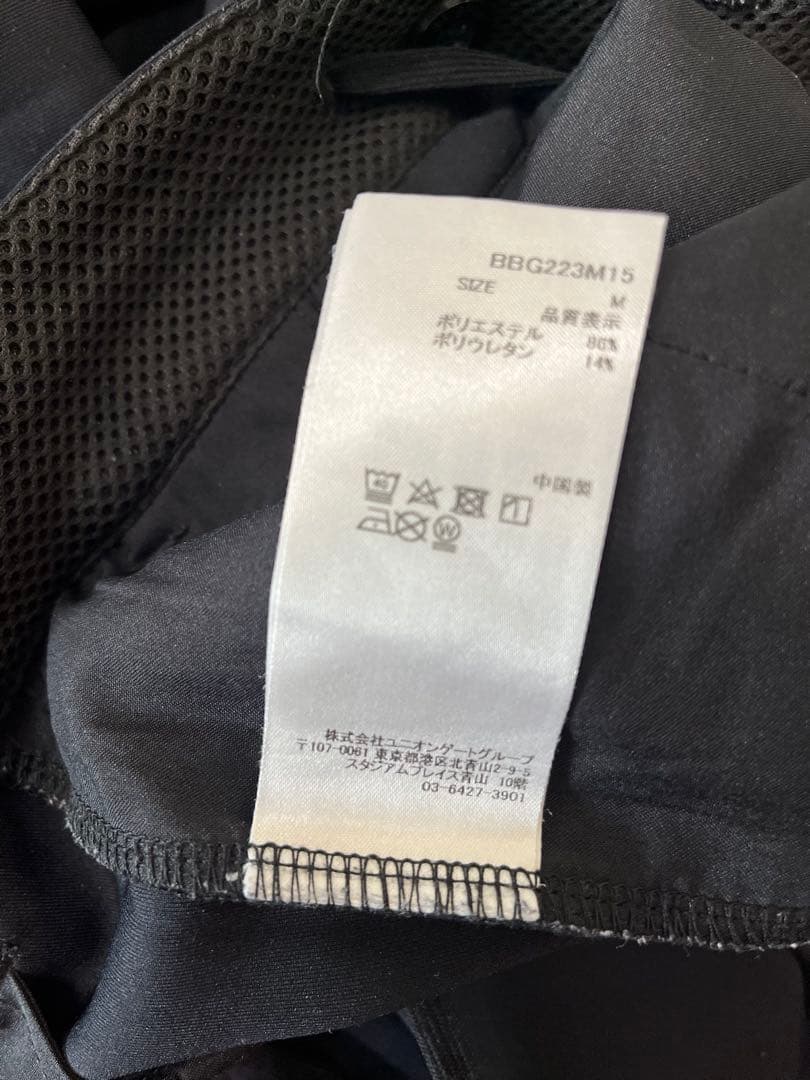 BBG223M15
SIZE M
品質表示
ポリエステル 86%
ポリウレタン 14%
中国製
40
W
株式会社ユニオンゲートグループ
〒107-0061 東京都港区北青山2-9-5
スタジアムプレイス青山 10階
03-6427-3901